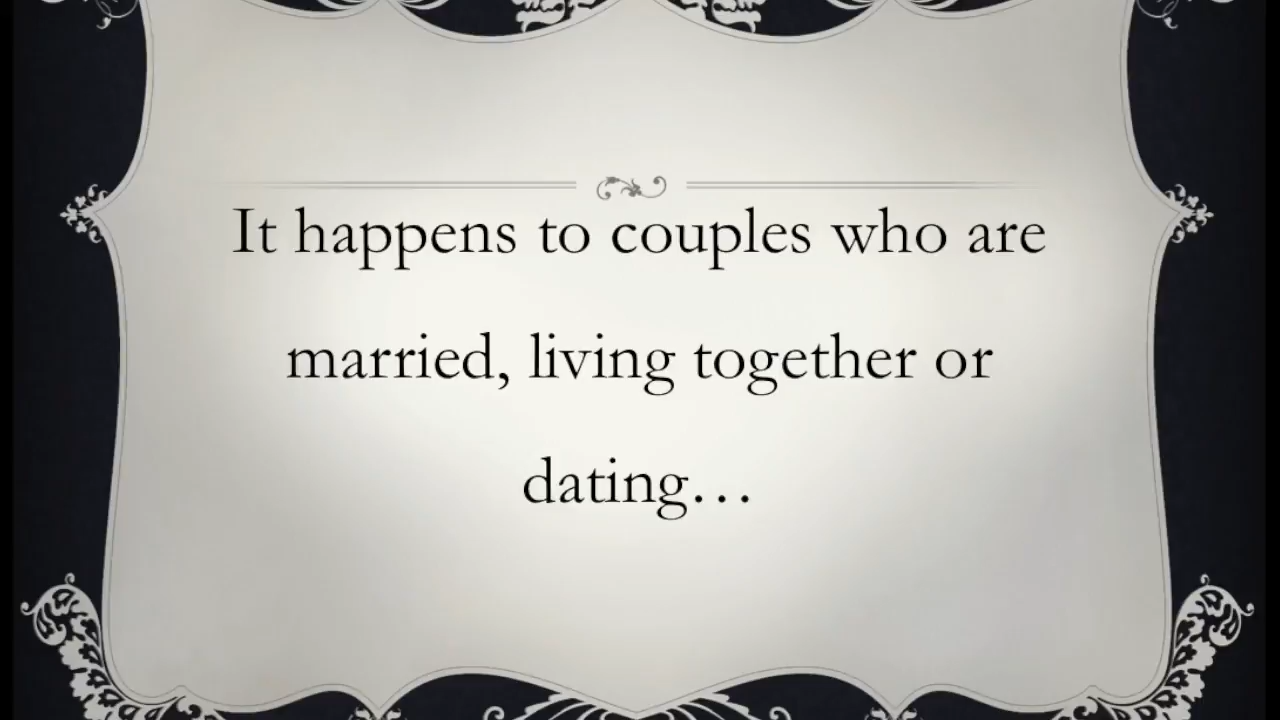 It happens to couples who are
married, living together or
dating…